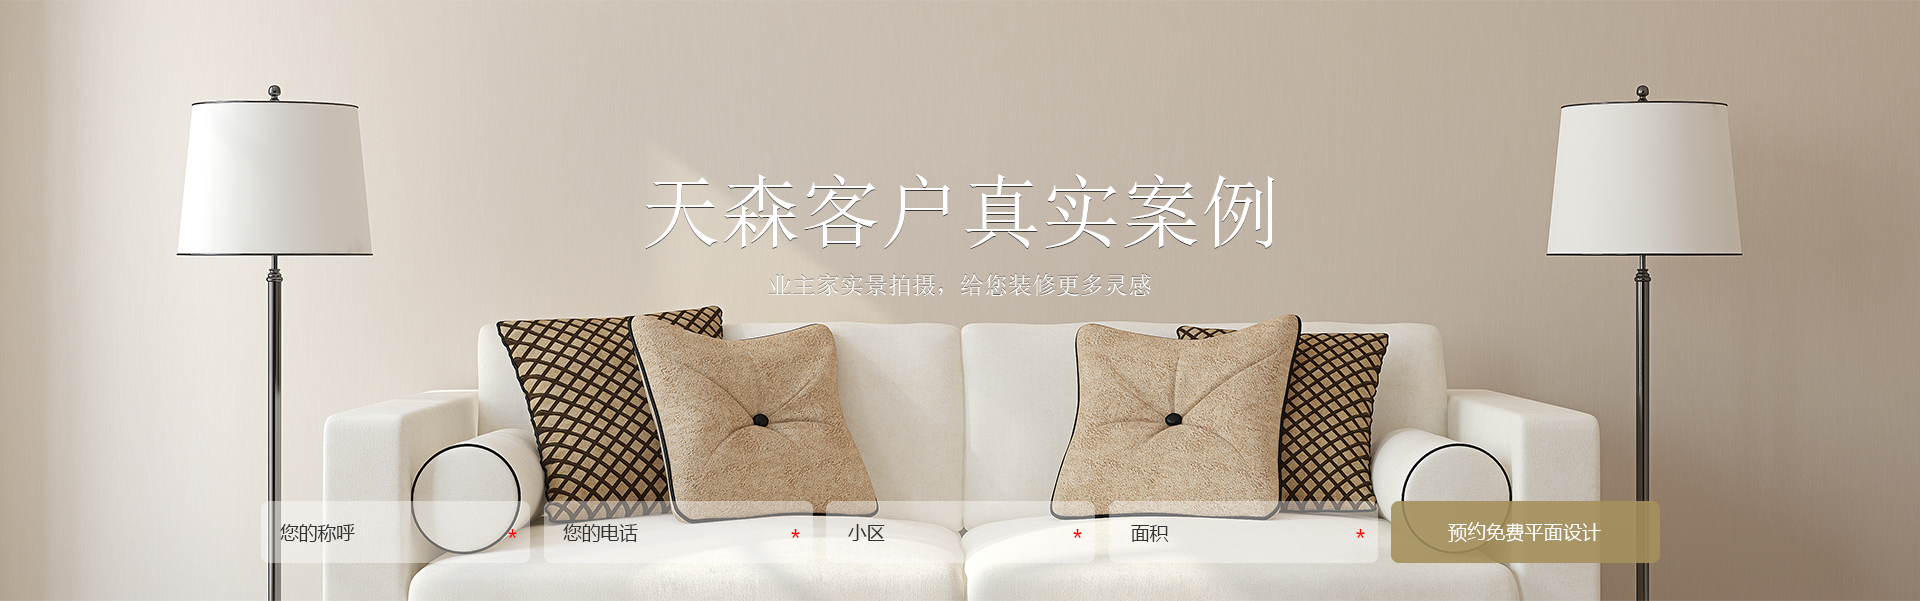 天森客户真实案例
业主家实景拍摄，给您装修更多灵感
您的称呼 * 您的电话 * 小区 * 面积 * 预约免费平面设计